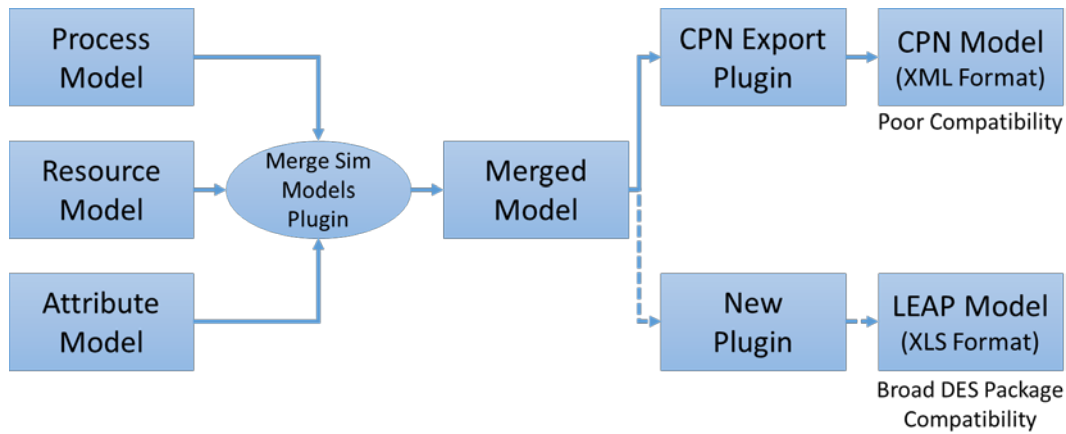 Process
Model
Resource
Model
Attribute
Model
Merge Sim
Models
Plugin
Merged
Model
CPN Export
Plugin
CPN Model
(XML Format)
Poor Compatibility
New
Plugin
LEAP Model
(XLS Format)
Broad DES Package
Compatibility